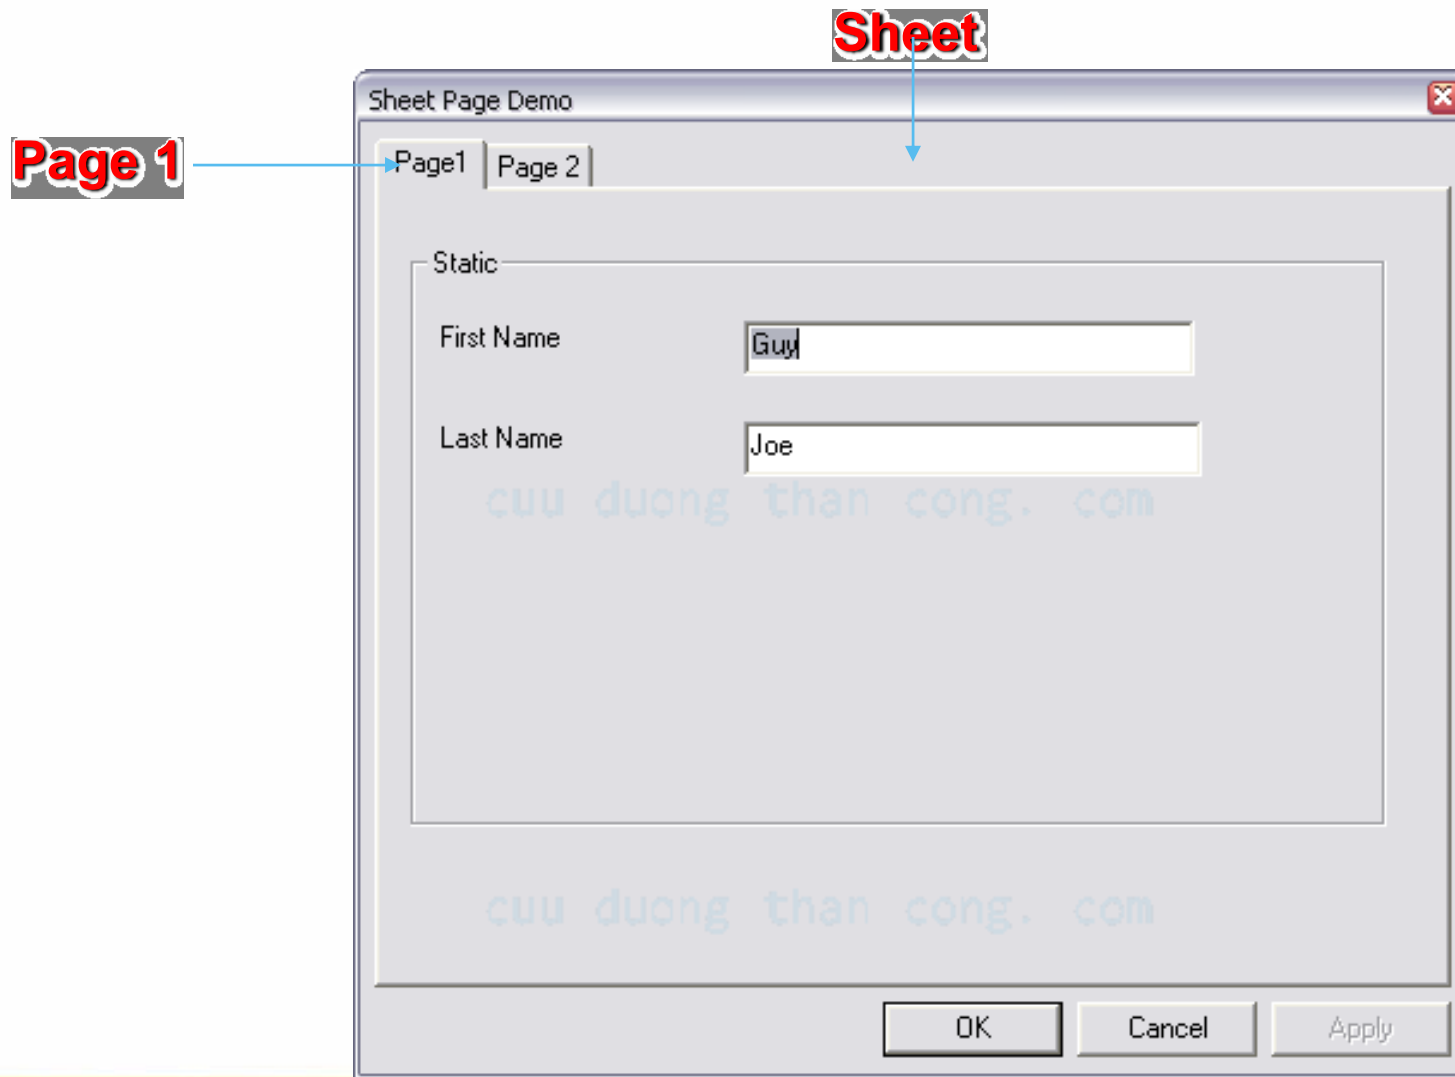 Sheet
Sheet Page Demo
Page 1
Page1
Page 2
Static
First Name
Guy
Last Name
Joe
cuu duong than cong. com
cuu duong than cong. com
OK
Cancel
Apply